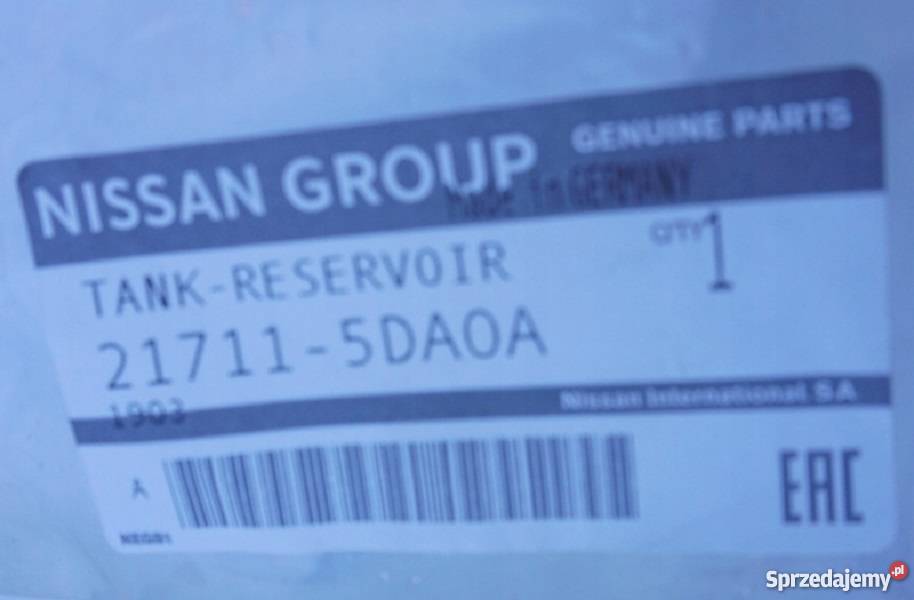 NISSAN GROUP GENUINE PARTS
Made in GERMANY
TANK-RESERVOIR QTY 1
21711-5DA0A
1903 Nissan International SA
A
EAC
Sprzedajemy.pl